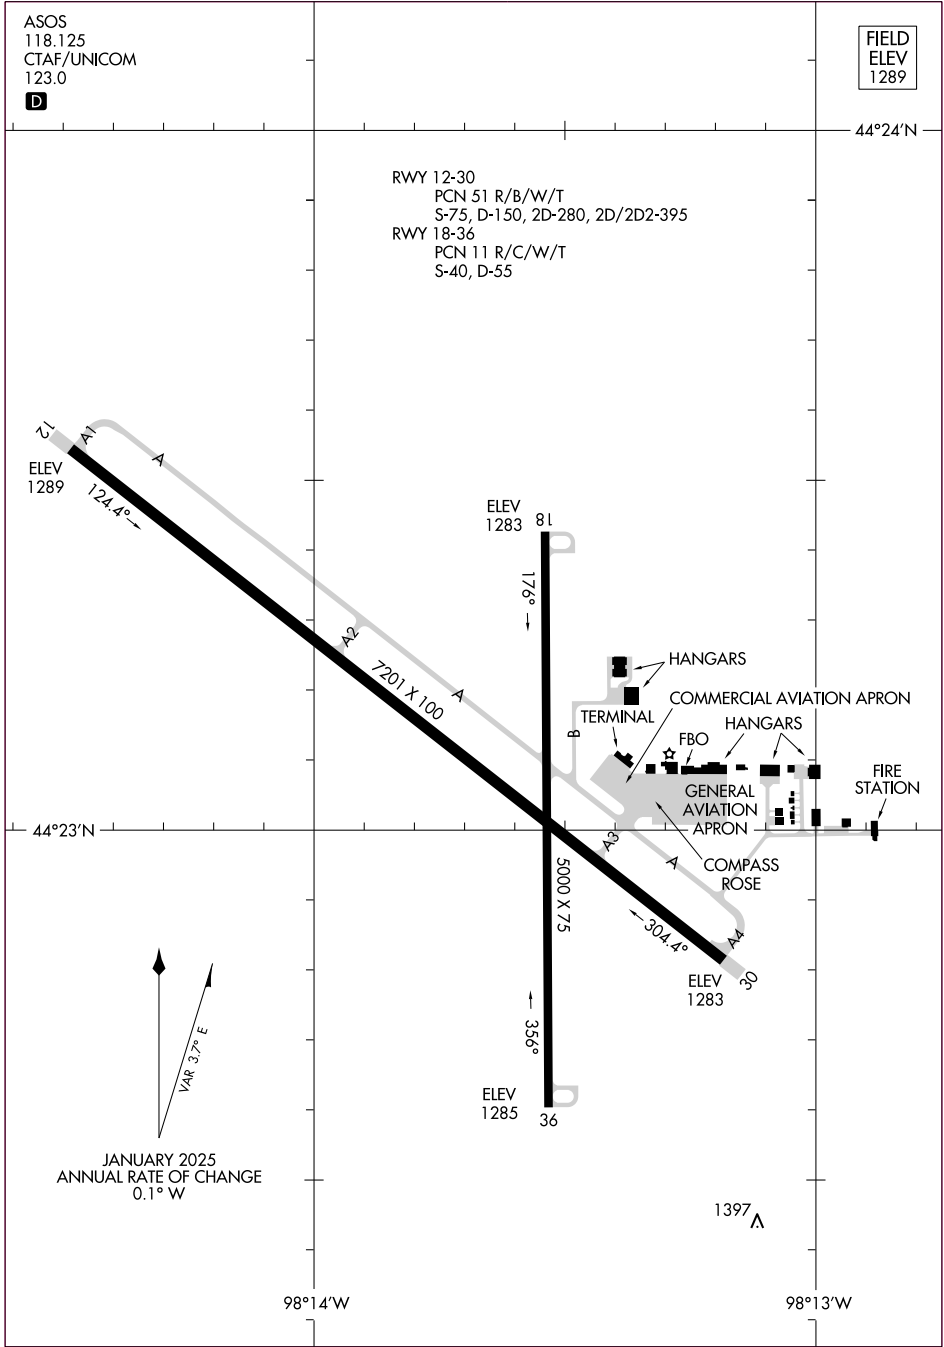 ASOS
118.125
CTAF/UNICOM
123.0
D
FIELD
ELEV
1289
44°24'N
RWY 12-30
PCN 51 R/B/W/T
S-75, D-150, 2D-280, 2D/2D2-395
RWY 18-36
PCN 11 R/C/W/T
S-40, D-55
12
A1
A
ELEV
1289
124.4°
ELEV
1283
18
176°
A2
7201 X 100
A
HANGARS
COMMERCIAL AVIATION APRON
TERMINAL
HANGARS
B
FBO
FIRE
STATION
GENERAL
AVIATION
APRON
44°23'N
A3
A
COMPASS
ROSE
5000 X 75
304.4°
A4
30
ELEV
1283
356°
VAR 3.7° E
ELEV
1285
36
JANUARY 2025
ANNUAL RATE OF CHANGE
0.1° W
1397
98°14'W
98°13'W